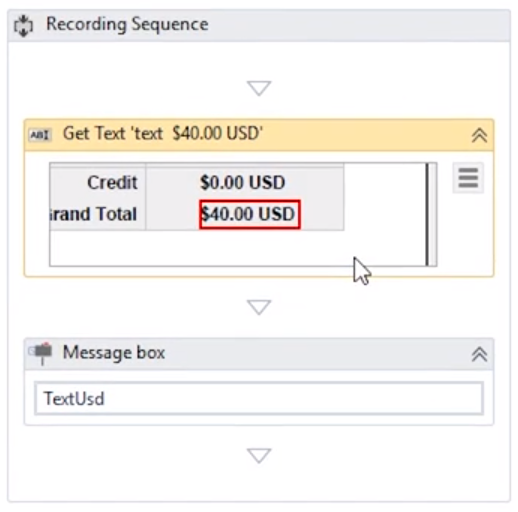 Recording Sequence
ABI Get Text 'text $40.00 USD'
Credit $0.00 USD
rand Total $40.00 USD
Message box
TextUsd